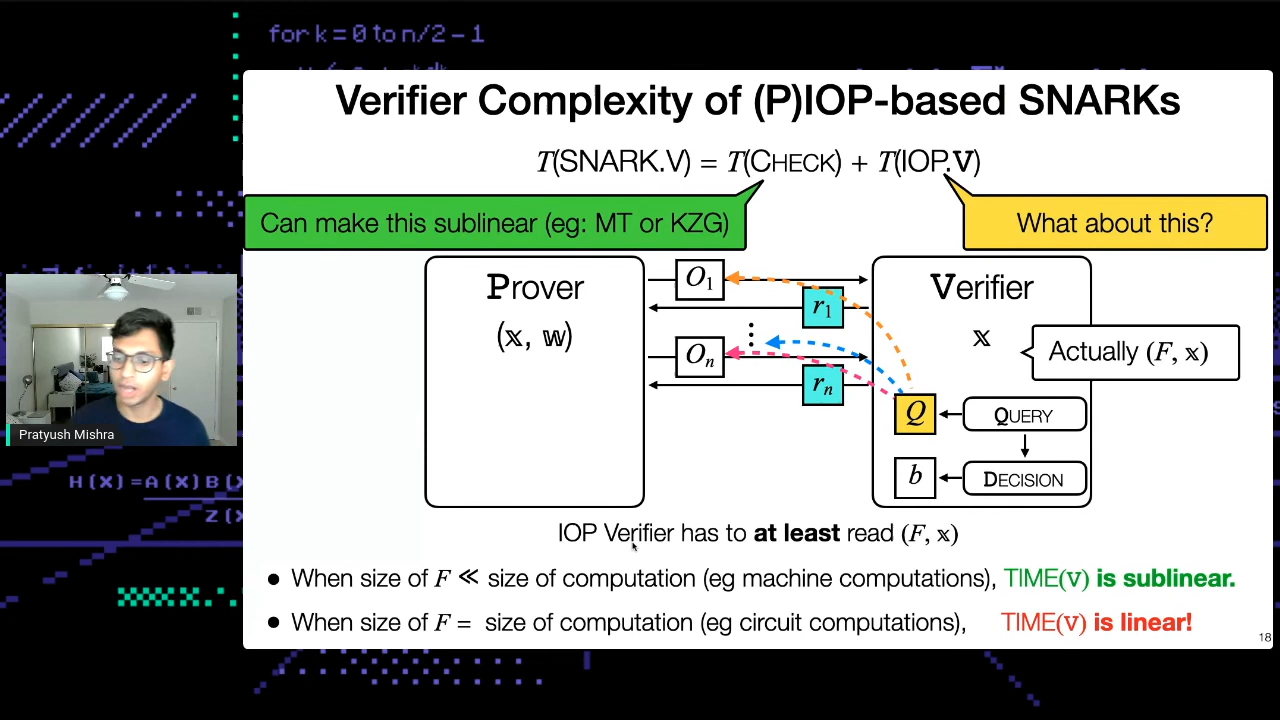 for k = 0 to n/2 - 1
Verifier Complexity of (P)IOP-based SNARKs
T(SNARK.V) = T(CHECK) + T(IOP.V)
Can make this sublinear (eg: MT or KZG)
What about this?
Prover
(𝕩, 𝕨)
O₁
r₁
⋮
Oₙ
rₙ
Verifier
𝕩
Actually (F, 𝕩)
Q
QUERY
b
DECISION
Pratyush Mishra
H(X) = A(X) B(X
Z(X
IOP Verifier has to at least read (F, 𝕩)
● When size of F ≪ size of computation (eg machine computations), TIME(V) is sublinear.
● When size of F = size of computation (eg circuit computations), TIME(V) is linear!
18